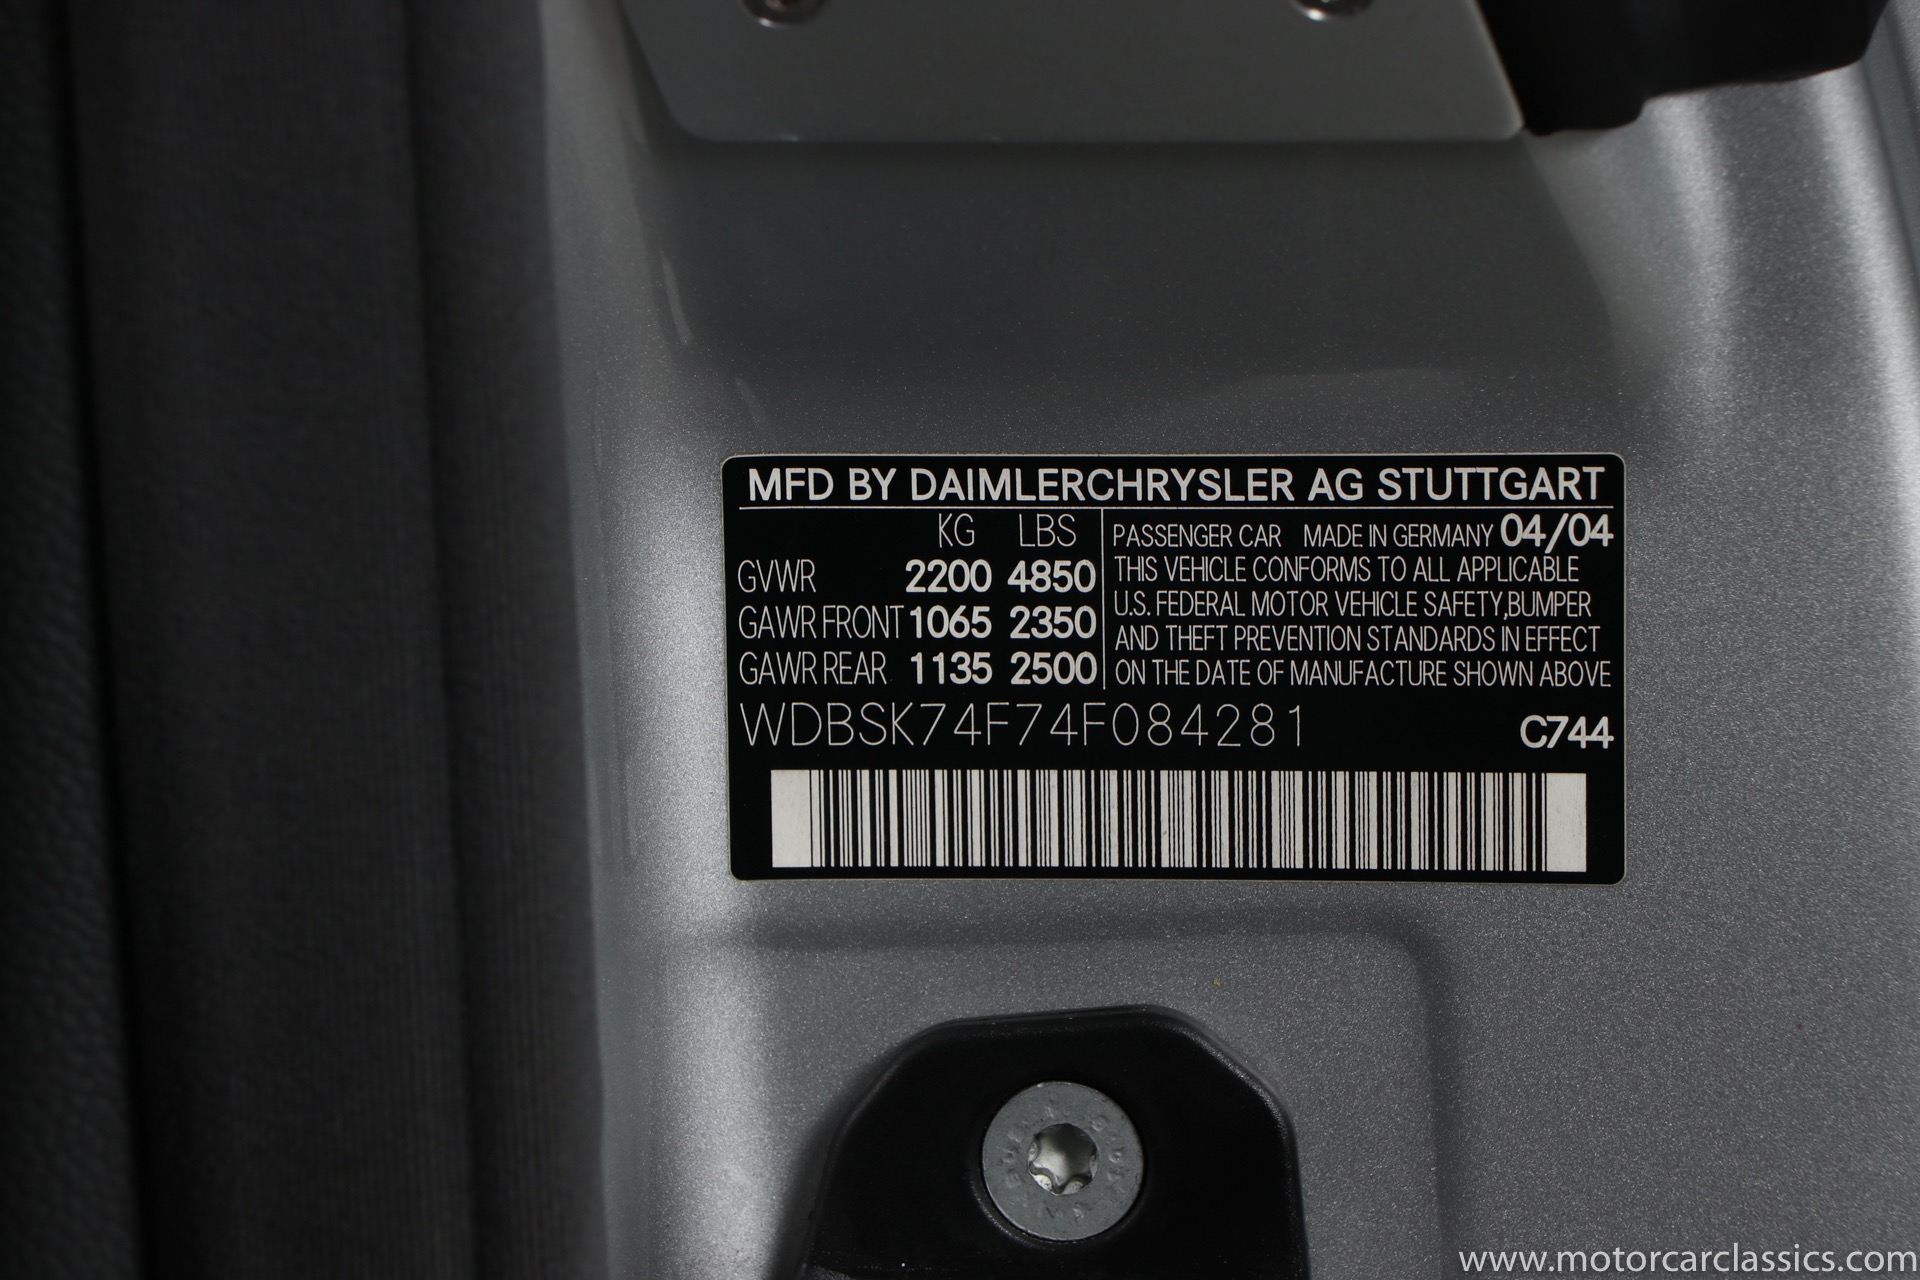 MFD BY DAIMLERCHRYSLER AG STUTTGART
KG LBS
GVWR 2200 4850
GAWR FRONT 1065 2350
GAWR REAR 1135 2500
PASSENGER CAR MADE IN GERMANY 04/04
THIS VEHICLE CONFORMS TO ALL APPLICABLE
U.S. FEDERAL MOTOR VEHICLE SAFETY,BUMPER
AND THEFT PREVENTION STANDARDS IN EFFECT
ON THE DATE OF MANUFACTURE SHOWN ABOVE
WDBSK74F74F084281 C744
www.motorcarclassics.com